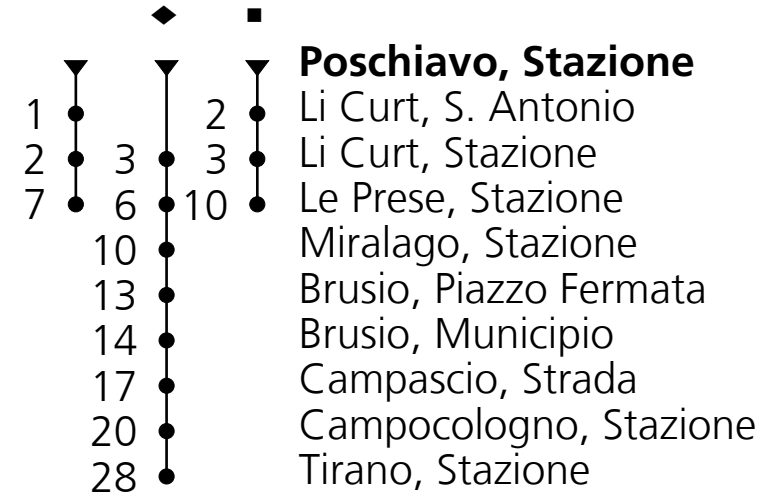 Poschiavo, Stazione
1 2 Li Curt, S. Antonio
2 3 3 Li Curt, Stazione
7 6 10 Le Prese, Stazione
10 Miralago, Stazione
13 Brusio, Piazzo Fermata
14 Brusio, Municipio
17 Campascio, Strada
20 Campocologno, Stazione
28 Tirano, Stazione